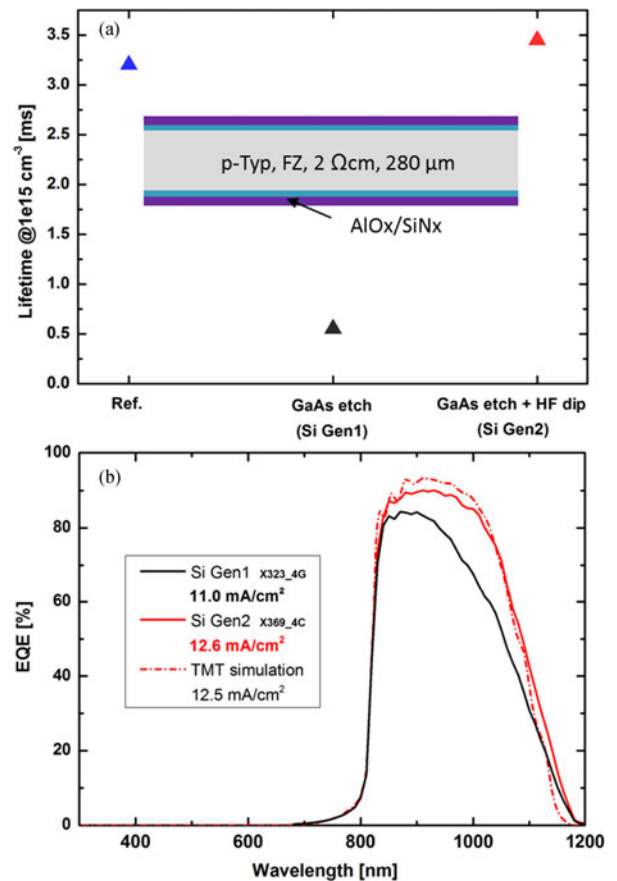 (a)
Lifetime @1e15 cm⁻³ [ms]
3.5
3.0
2.5
2.0
1.5
1.0
0.5
0.0
p-Typ, FZ, 2 Ωcm, 280 µm
AlOx/SiNx
Ref.
GaAs etch
(Si Gen1)
GaAs etch + HF dip
(Si Gen2)
(b)
EQE [%]
100
80
60
40
20
0
Si Gen1 X323_4G
11.0 mA/cm²
Si Gen2 X369_4C
12.6 mA/cm²
TMT simulation
12.5 mA/cm²
400 600 800 1000 1200
Wavelength [nm]